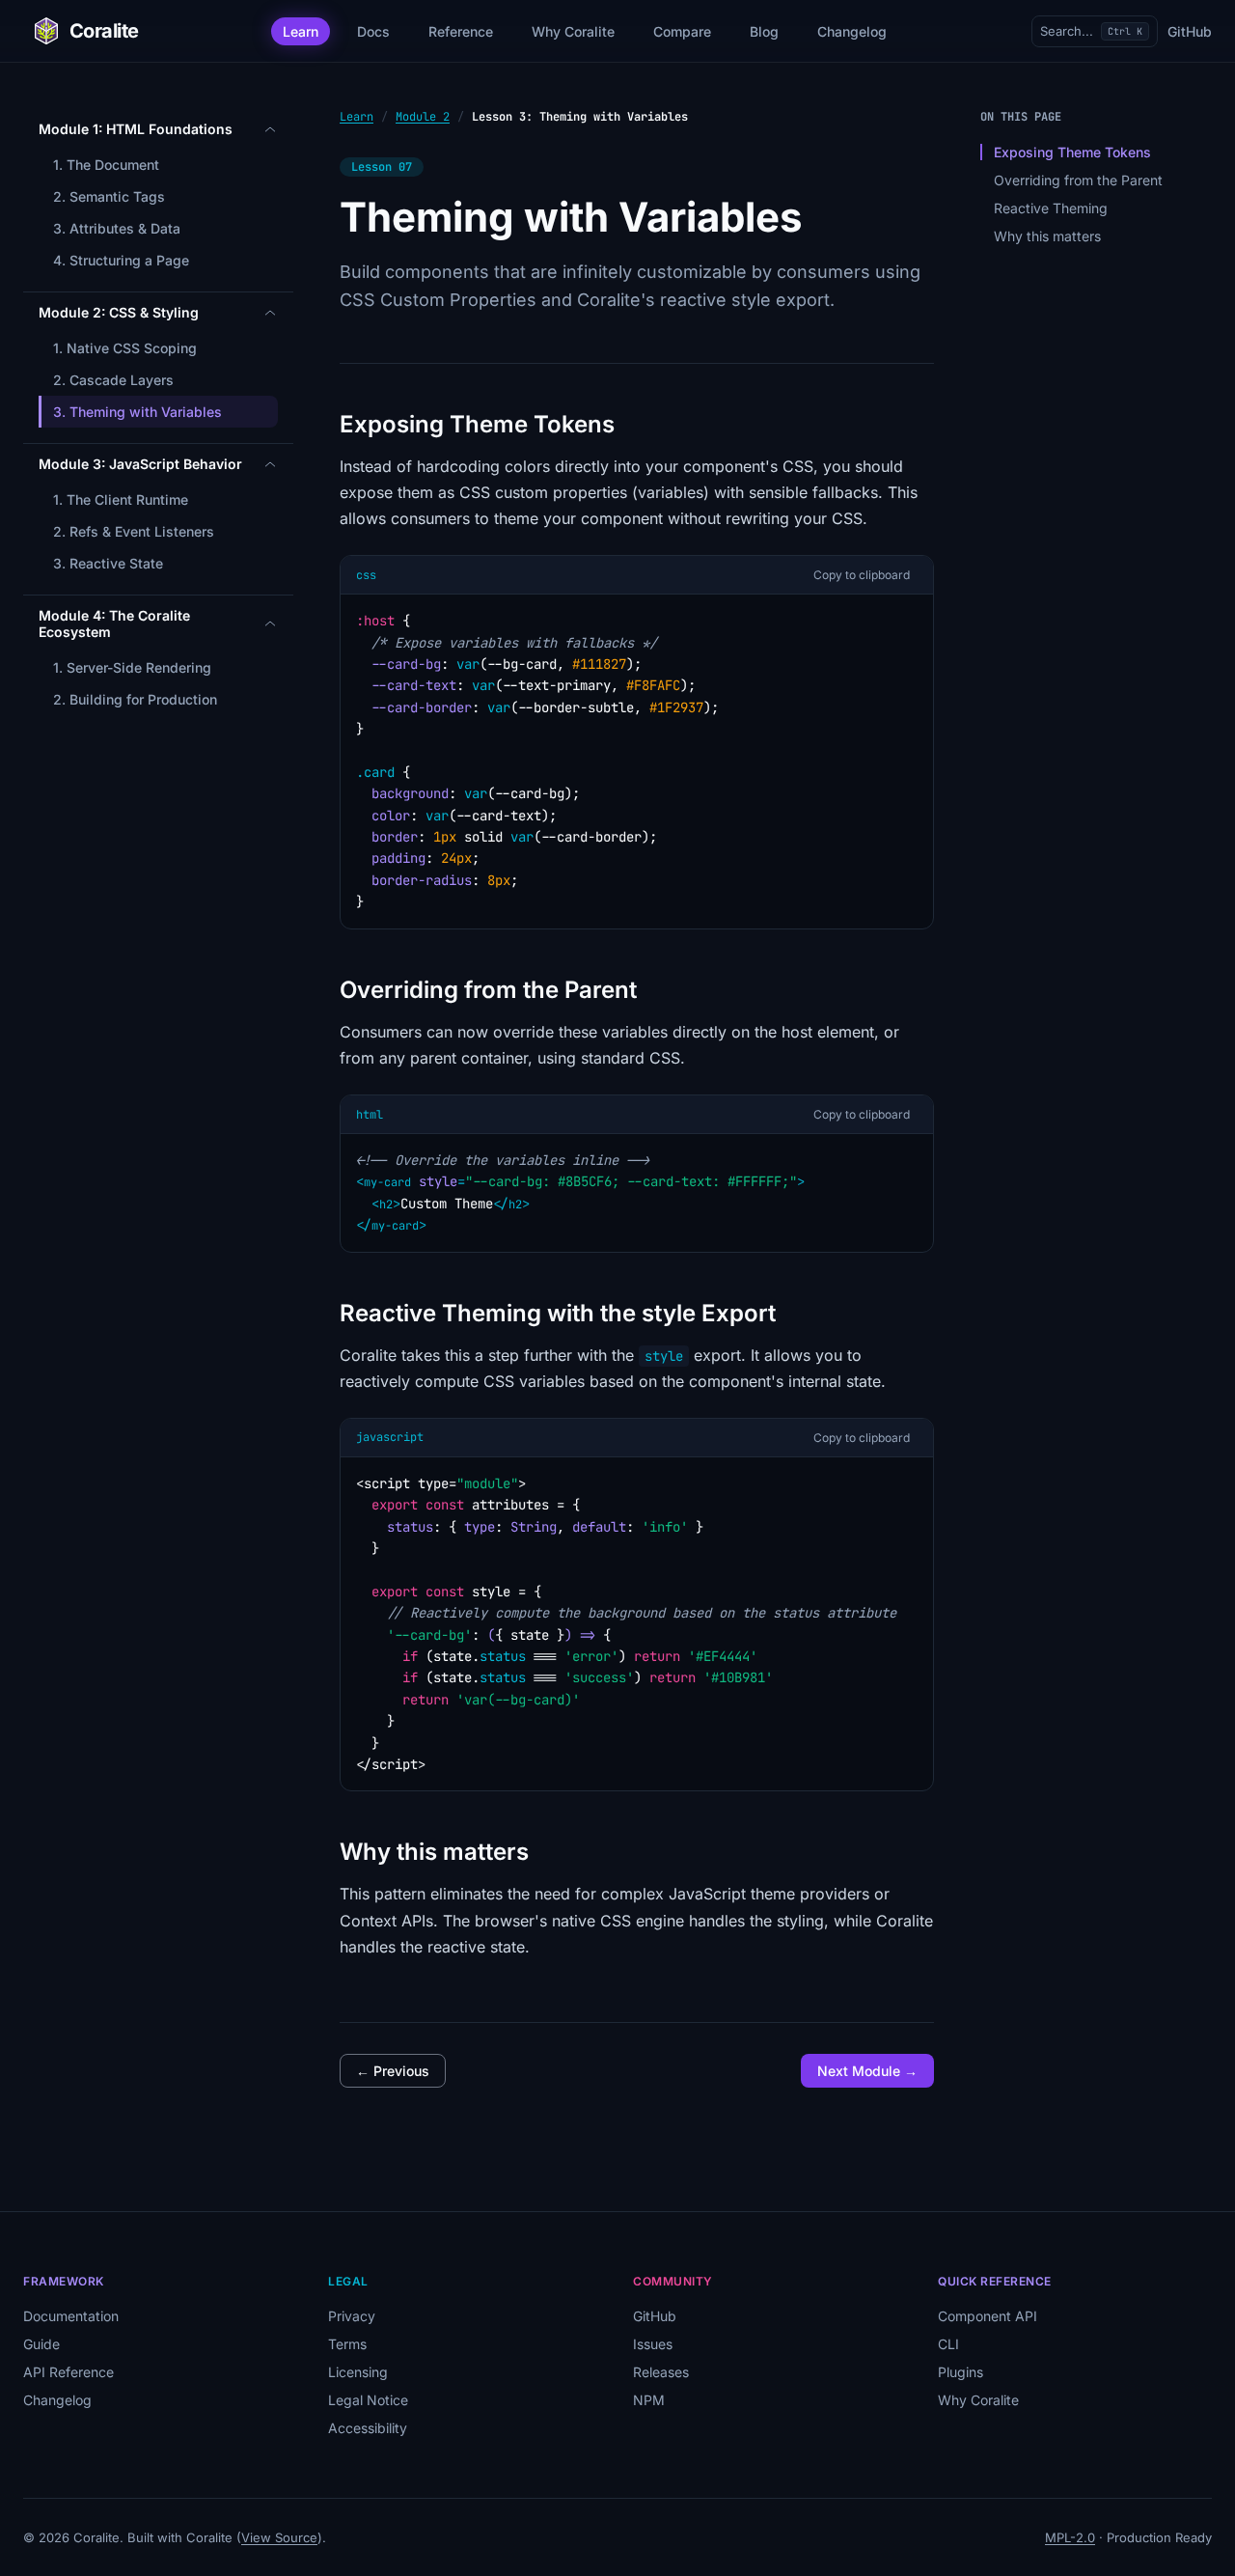 Coralite
Learn
Docs
Reference
Why Coralite
Compare
Blog
Changelog
Search...
Ctrl K
GitHub
Module 1: HTML Foundations
1. The Document
2. Semantic Tags
3. Attributes & Data
4. Structuring a Page
Module 2: CSS & Styling
1. Native CSS Scoping
2. Cascade Layers
3. Theming with Variables
Module 3: JavaScript Behavior
1. The Client Runtime
2. Refs & Event Listeners
3. Reactive State
Module 4: The Coralite
Ecosystem
1. Server-Side Rendering
2. Building for Production
Learn / Module 2 / Lesson 3: Theming with Variables
Lesson 07
Theming with Variables
Build components that are infinitely customizable by consumers using
CSS Custom Properties and Coralite's reactive style export.
Exposing Theme Tokens
Instead of hardcoding colors directly into your component's CSS, you should
expose them as CSS custom properties (variables) with sensible fallbacks. This
allows consumers to theme your component without rewriting your CSS.
css
Copy to clipboard
:host {
  /* Expose variables with fallbacks */
  --card-bg: var(--bg-card, #111827);
  --card-text: var(--text-primary, #F8FAFC);
  --card-border: var(--border-subtle, #1F2937);
}
.card {
  background: var(--card-bg);
  color: var(--card-text);
  border: 1px solid var(--card-border);
  padding: 24px;
  border-radius: 8px;
}
Overriding from the Parent
Consumers can now override these variables directly on the host element, or
from any parent container, using standard CSS.
html
Copy to clipboard
<!-- Override the variables inline -->
<my-card style="--card-bg: #8B5CF6; --card-text: #FFFFFF;">
  <h2>Custom Theme</h2>
</my-card>
Reactive Theming with the style Export
Coralite takes this a step further with the style export. It allows you to
reactively compute CSS variables based on the component's internal state.
javascript
Copy to clipboard
<script type="module">
  export const attributes = {
    status: { type: String, default: 'info' }
  }
  export const style = {
    // Reactively compute the background based on the status attribute
    '--card-bg': ({ state }) => {
      if (state.status === 'error') return '#EF4444'
      if (state.status === 'success') return '#10B981'
      return 'var(--bg-card)'
    }
  }
</script>
Why this matters
This pattern eliminates the need for complex JavaScript theme providers or
Context APIs. The browser's native CSS engine handles the styling, while Coralite
handles the reactive state.
← Previous
Next Module →
ON THIS PAGE
Exposing Theme Tokens
Overriding from the Parent
Reactive Theming
Why this matters
FRAMEWORK
Documentation
Guide
API Reference
Changelog
LEGAL
Privacy
Terms
Licensing
Legal Notice
Accessibility
COMMUNITY
GitHub
Issues
Releases
NPM
QUICK REFERENCE
Component API
CLI
Plugins
Why Coralite
© 2026 Coralite. Built with Coralite (View Source).
MPL-2.0 · Production Ready